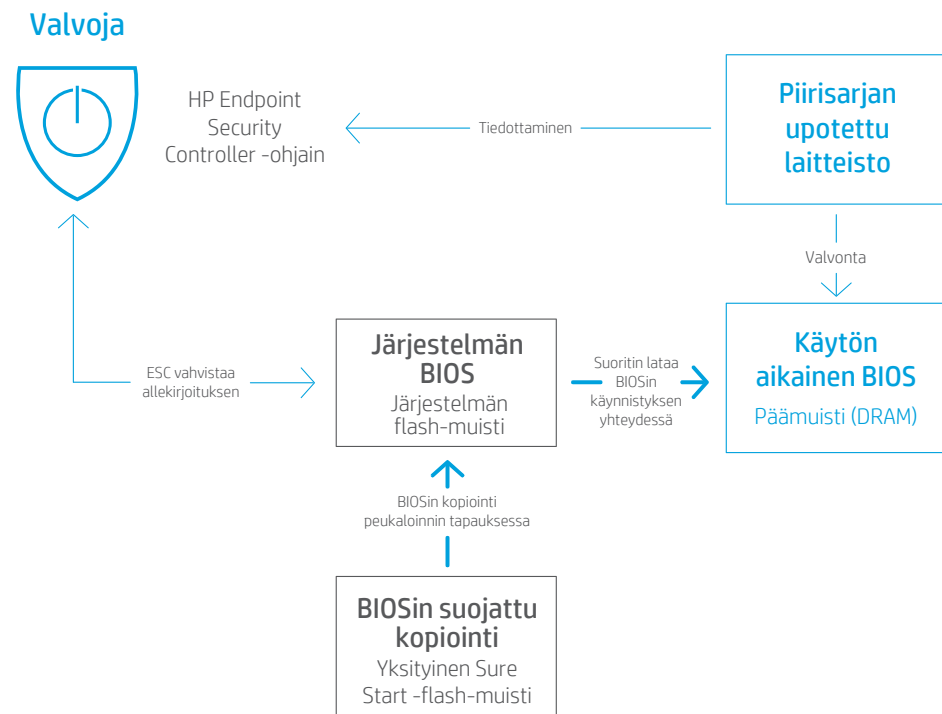 Valvoja
HP Endpoint
Security
Controller -ohjain
Tiedottaminen
Piirisarjan
upotettu
laitteisto
Valvonta
ESC vahvistaa
allekirjoituksen
Järjestelmän
BIOS
Järjestelmän
flash-muisti
Suoritin lataa
BIOSin
käynnistyksen
yhteydessä
Käytön
aikainen BIOS
Päämuisti (DRAM)
BIOSin kopiointi
peukaloinnin tapauksessa
BIOSin suojattu
kopiointi
Yksityinen Sure
Start -flash-muisti